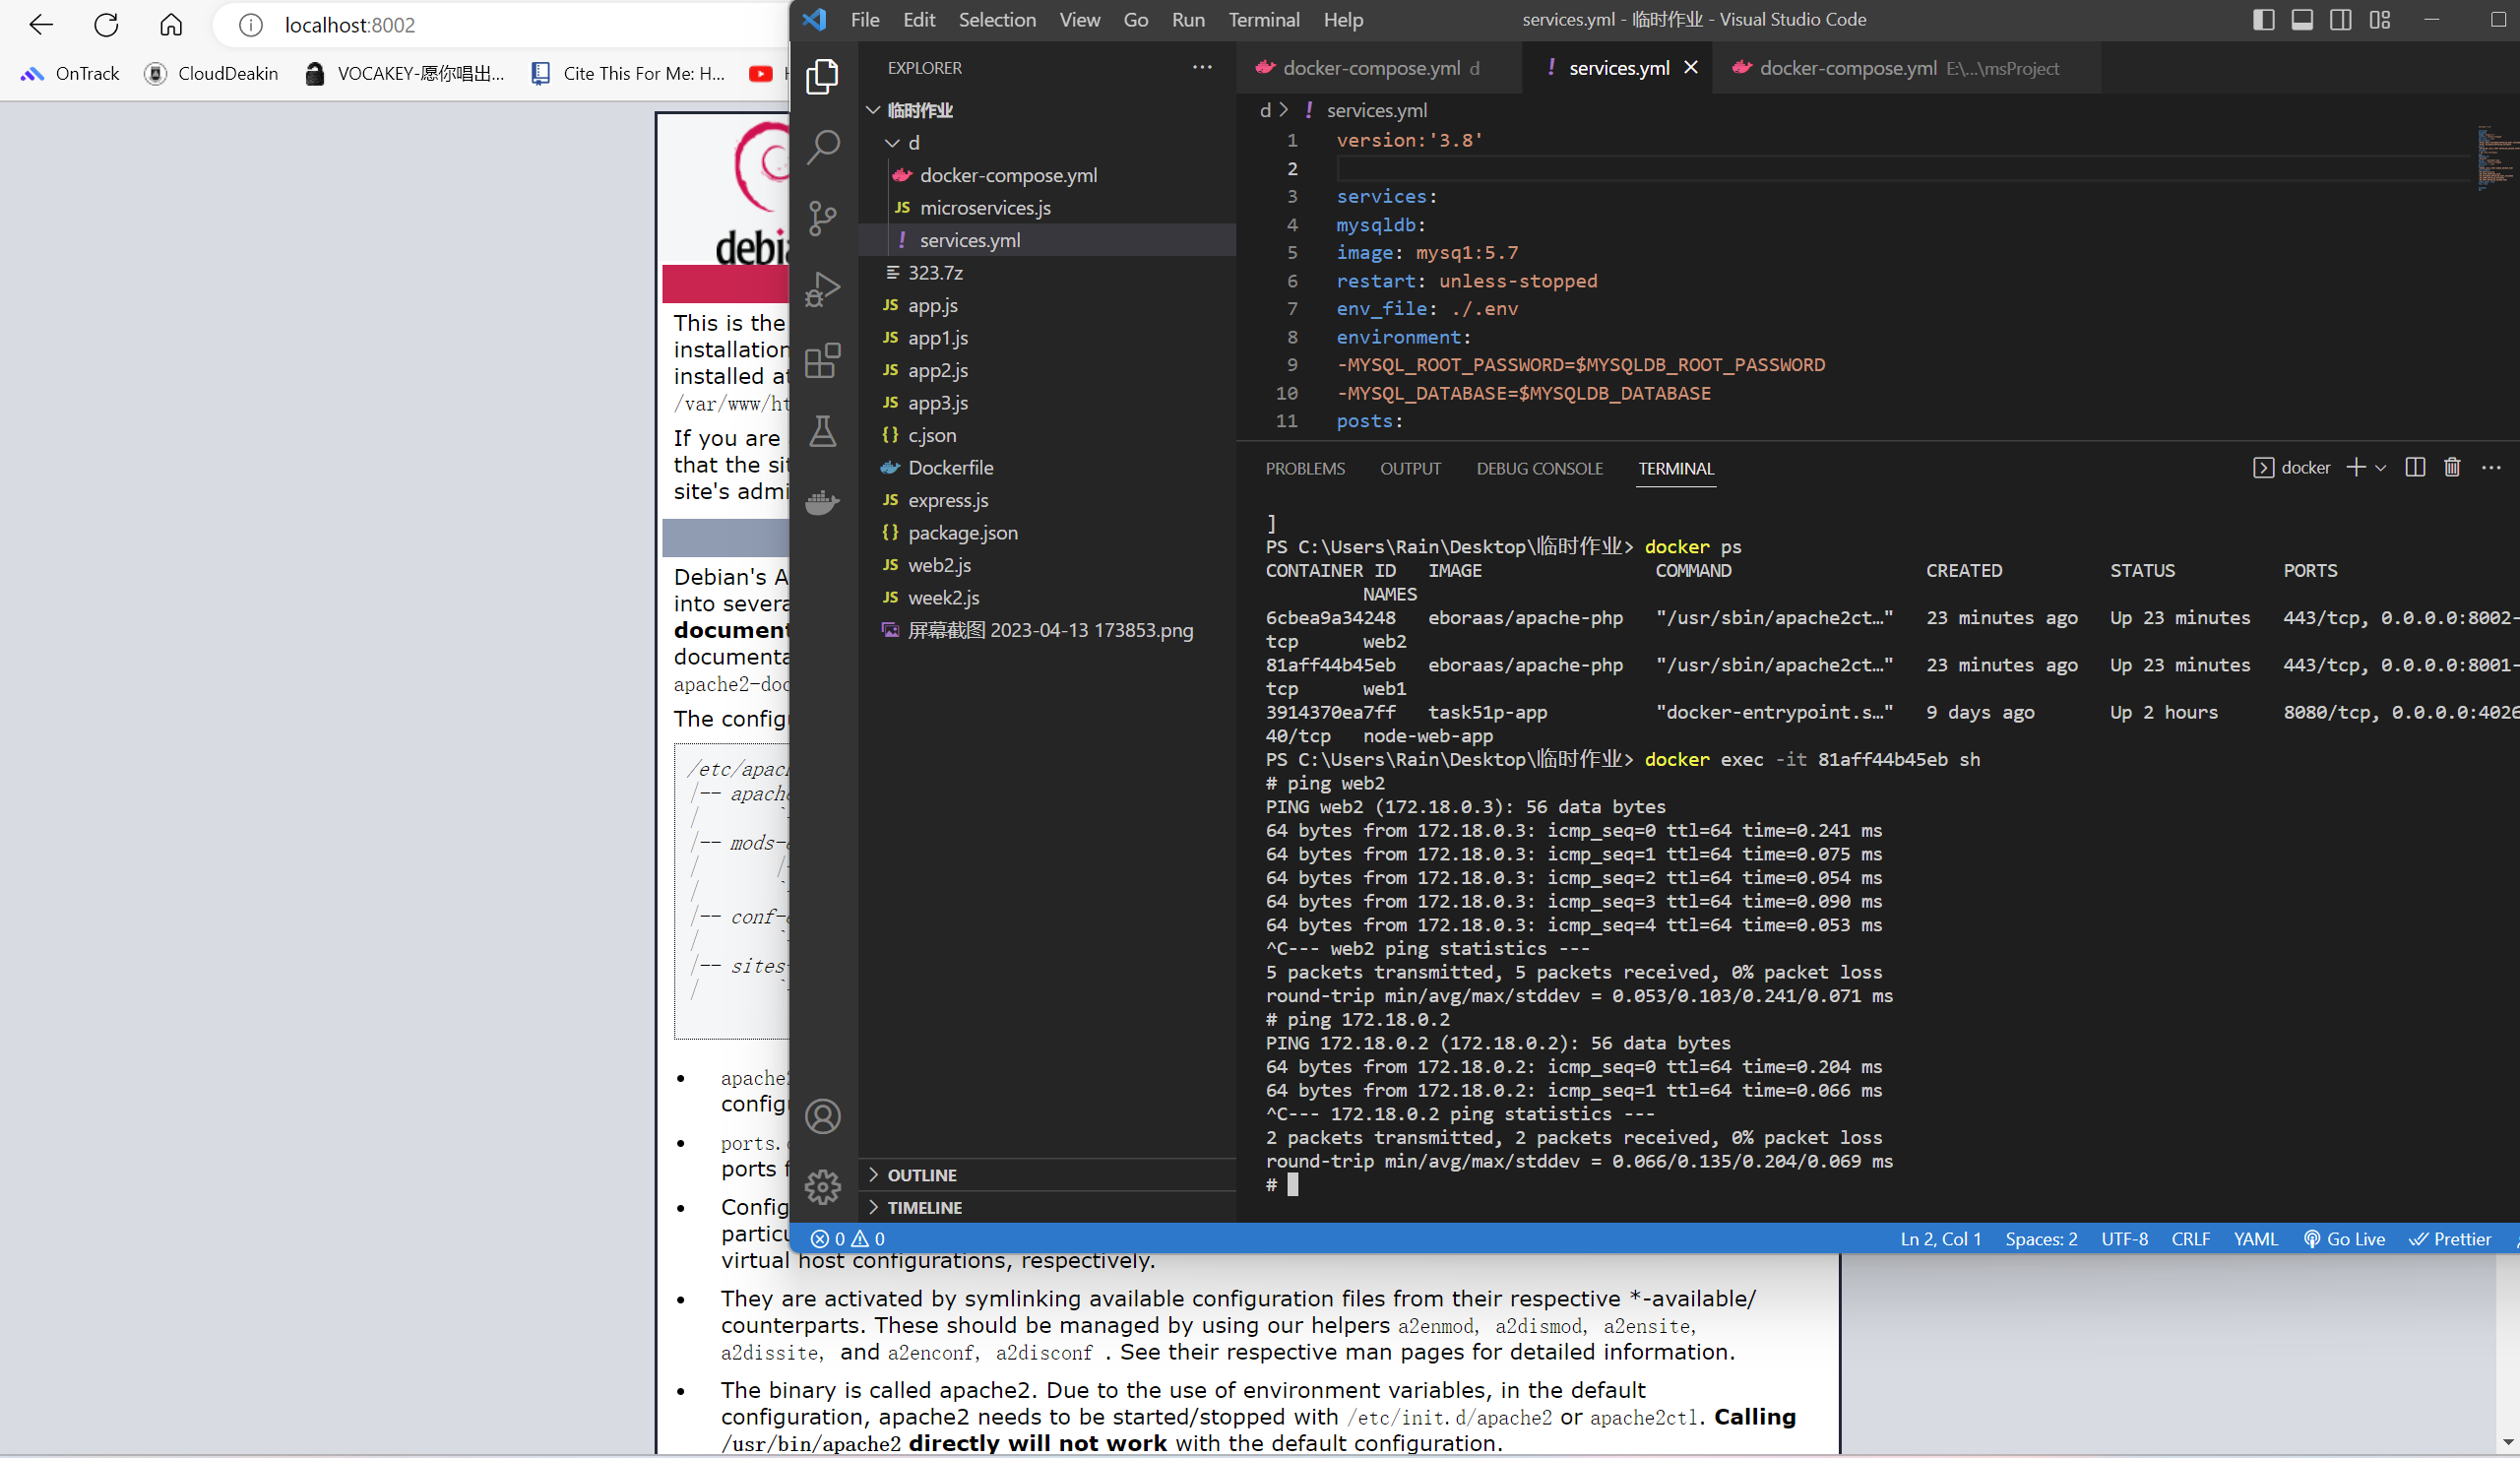 localhost:8002
OnTrack CloudDeakin VOCAKEY-愿你唱出... Cite This For Me: H...
debi
This is the
installation
installed at
/var/www/ht
If you are
that the sit
site's admi
Debian's A
into severa
document
documenta
apache2-doc
The config
/etc/apach
|-- apache
|
|-- mods-e
|
|
|-- conf-e
|
|-- sites-
|
• apache2
config
• ports.c
ports f
• Config
particu
virtual host configurations, respectively.
• They are activated by symlinking available configuration files from their respective *-available/
counterparts. These should be managed by using our helpers a2enmod, a2dismod, a2ensite,
a2dissite, and a2enconf, a2disconf . See their respective man pages for detailed information.
• The binary is called apache2. Due to the use of environment variables, in the default
configuration, apache2 needs to be started/stopped with /etc/init.d/apache2 or apache2ctl. Calling
/usr/bin/apache2 directly will not work with the default configuration.
File Edit Selection View Go Run Terminal Help services.yml - 临时作业 - Visual Studio Code
EXPLORER ...
临时作业
d
docker-compose.yml
JS microservices.js
! services.yml
323.7z
JS app.js
JS app1.js
JS app2.js
JS app3.js
{} c.json
Dockerfile
JS express.js
{} package.json
JS web2.js
JS week2.js
屏幕截图 2023-04-13 173853.png
OUTLINE
TIMELINE
docker-compose.yml d ! services.yml docker-compose.yml E:\...\msProject
d > ! services.yml
1 version:'3.8'
2
3 services:
4 mysqldb:
5 image: mysq1:5.7
6 restart: unless-stopped
7 env_file: ./.env
8 environment:
9 -MYSQL_ROOT_PASSWORD=$MYSQLDB_ROOT_PASSWORD
10 -MYSQL_DATABASE=$MYSQLDB_DATABASE
11 posts:
PROBLEMS OUTPUT DEBUG CONSOLE TERMINAL docker
]
PS C:\Users\Rain\Desktop\临时作业> docker ps
CONTAINER ID IMAGE COMMAND CREATED STATUS PORTS
NAMES
6cbea9a34248 eboraas/apache-php "/usr/sbin/apache2ct…" 23 minutes ago Up 23 minutes 443/tcp, 0.0.0.0:8002-
tcp web2
81aff44b45eb eboraas/apache-php "/usr/sbin/apache2ct…" 23 minutes ago Up 23 minutes 443/tcp, 0.0.0.0:8001-
tcp web1
3914370ea7ff task51p-app "docker-entrypoint.s…" 9 days ago Up 2 hours 8080/tcp, 0.0.0.0:4026
40/tcp node-web-app
PS C:\Users\Rain\Desktop\临时作业> docker exec -it 81aff44b45eb sh
# ping web2
PING web2 (172.18.0.3): 56 data bytes
64 bytes from 172.18.0.3: icmp_seq=0 ttl=64 time=0.241 ms
64 bytes from 172.18.0.3: icmp_seq=1 ttl=64 time=0.075 ms
64 bytes from 172.18.0.3: icmp_seq=2 ttl=64 time=0.054 ms
64 bytes from 172.18.0.3: icmp_seq=3 ttl=64 time=0.090 ms
64 bytes from 172.18.0.3: icmp_seq=4 ttl=64 time=0.053 ms
^C--- web2 ping statistics ---
5 packets transmitted, 5 packets received, 0% packet loss
round-trip min/avg/max/stddev = 0.053/0.103/0.241/0.071 ms
# ping 172.18.0.2
PING 172.18.0.2 (172.18.0.2): 56 data bytes
64 bytes from 172.18.0.2: icmp_seq=0 ttl=64 time=0.204 ms
64 bytes from 172.18.0.2: icmp_seq=1 ttl=64 time=0.066 ms
^C--- 172.18.0.2 ping statistics ---
2 packets transmitted, 2 packets received, 0% packet loss
round-trip min/avg/max/stddev = 0.066/0.135/0.204/0.069 ms
#
0 0 Ln 2, Col 1 Spaces: 2 UTF-8 CRLF YAML Go Live Prettier